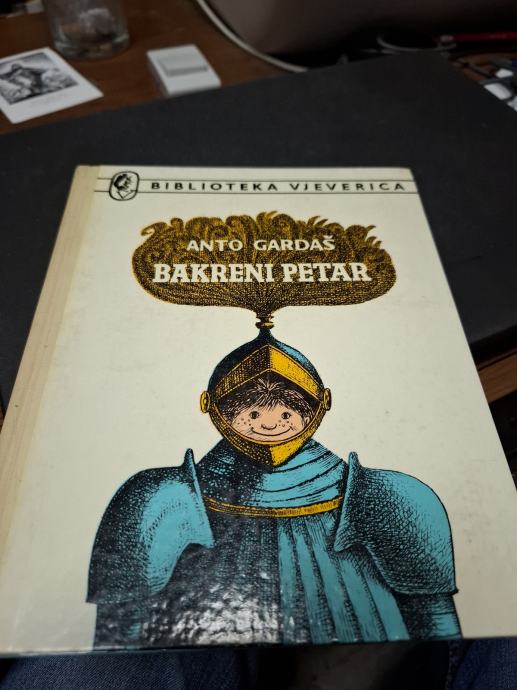 BIBLIOTEKA VJEVERICA
ANTO GARDAŠ
BAKRENI PETAR